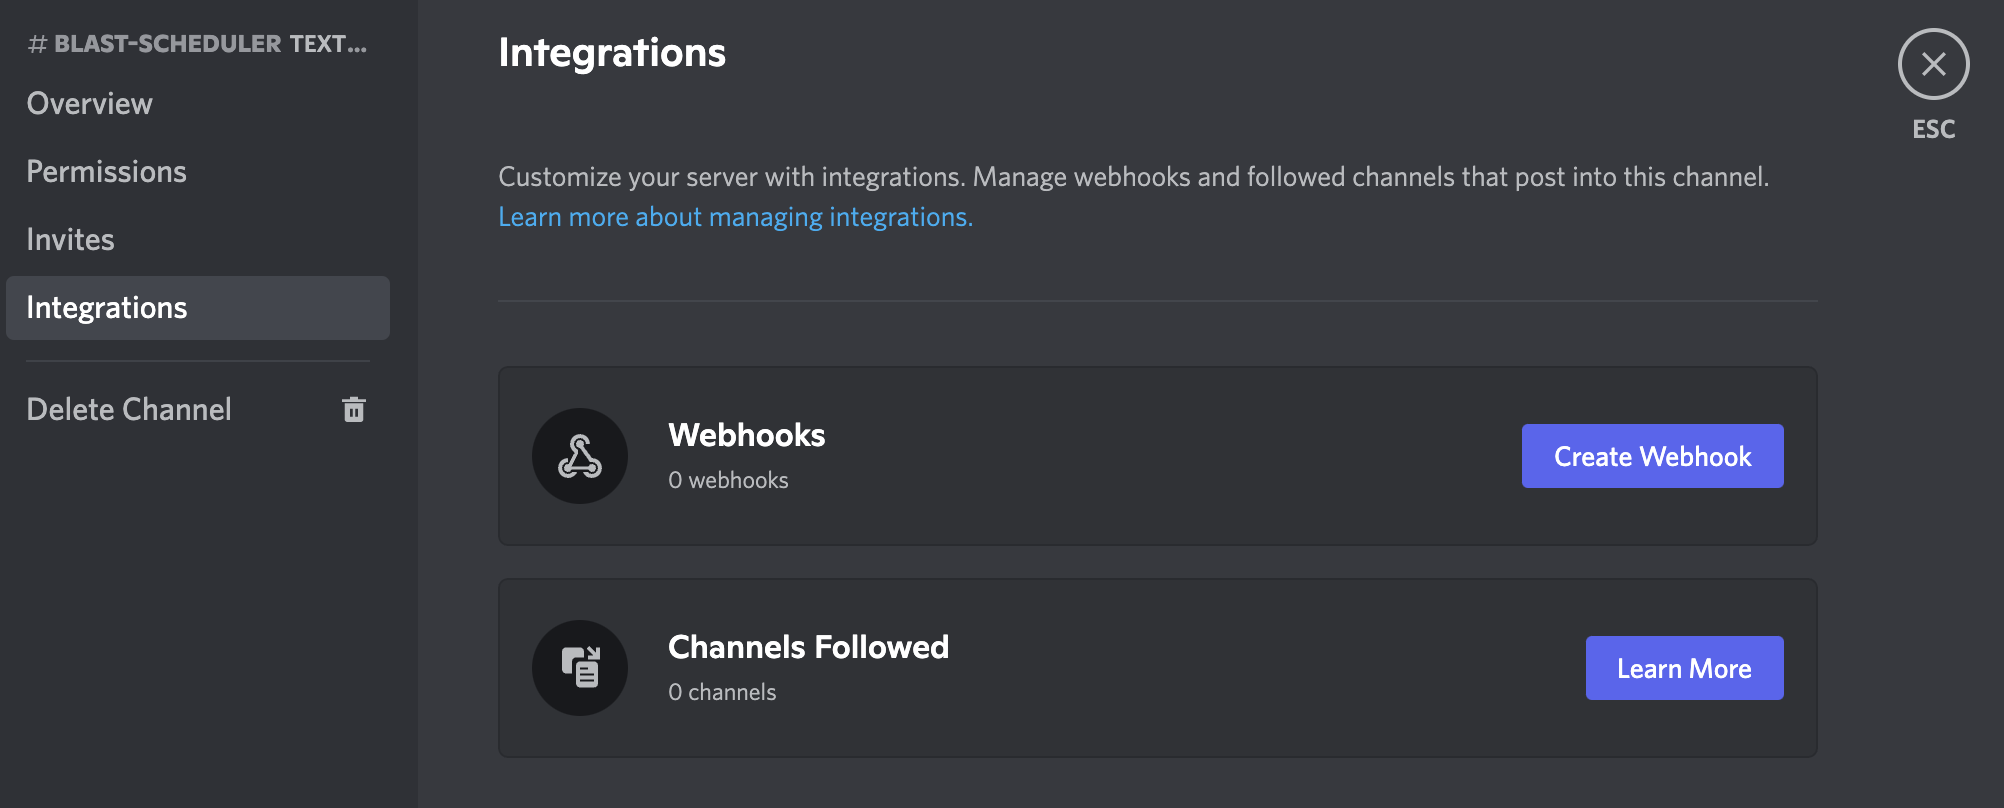 # BLAST-SCHEDULER TEXT...
Overview
Permissions
Invites
Integrations
Delete Channel
Integrations
ESC
Customize your server with integrations. Manage webhooks and followed channels that post into this channel.
Learn more about managing integrations.
Webhooks
0 webhooks
Create Webhook
Channels Followed
0 channels
Learn More